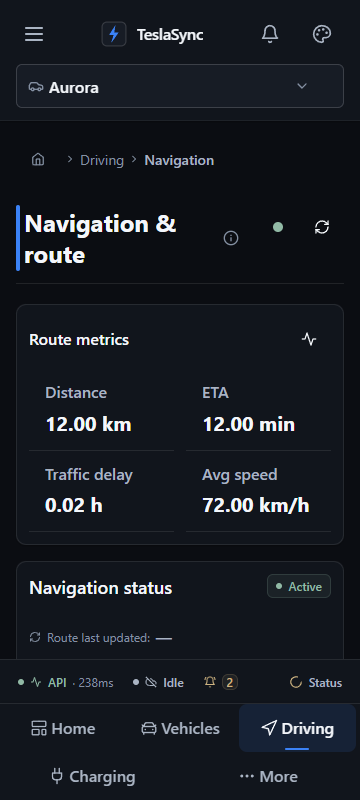 TeslaSync
Aurora
Driving
Navigation
Navigation &
route
Route metrics
Distance
ETA
12.00 km
12.00 min
Traffic delay
Avg speed
0.02 h
72.00 km/h
Navigation status
Active
Route last updated: —
API · 238ms
Idle
2
Status
Home
Vehicles
Driving
Charging
More